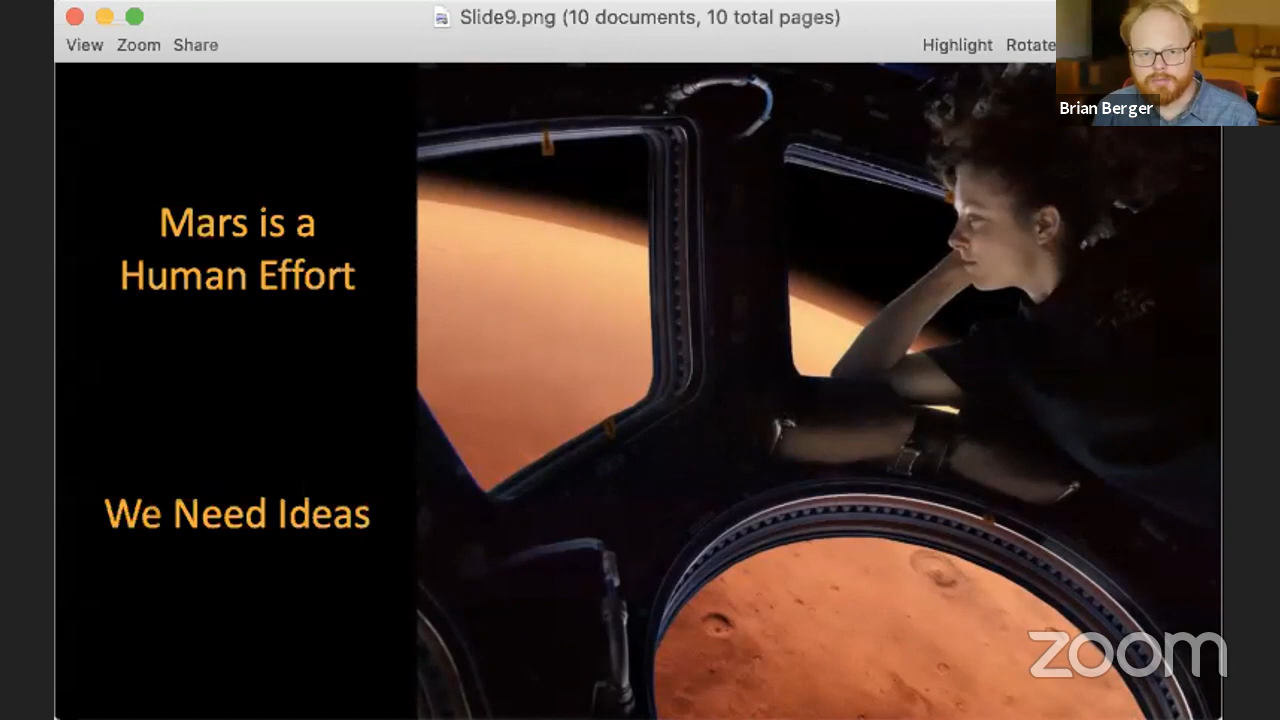 Slide9.png (10 documents, 10 total pages)
View Zoom Share
Highlight Rotate
Brian Berger
Mars is a
Human Effort
We Need Ideas
zoom